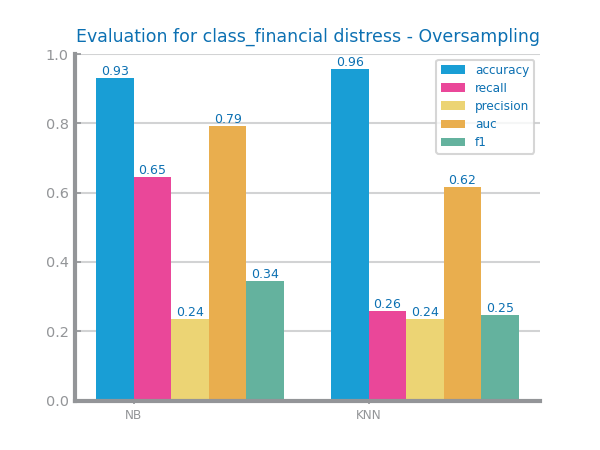 Evaluation for class_financial distress - Oversampling
1.0
0.8
0.6
0.4
0.2
0.0
0.93
0.65
0.24
0.79
0.34
0.96
0.26
0.24
0.62
0.25
accuracy
recall
precision
auc
f1
NB
KNN